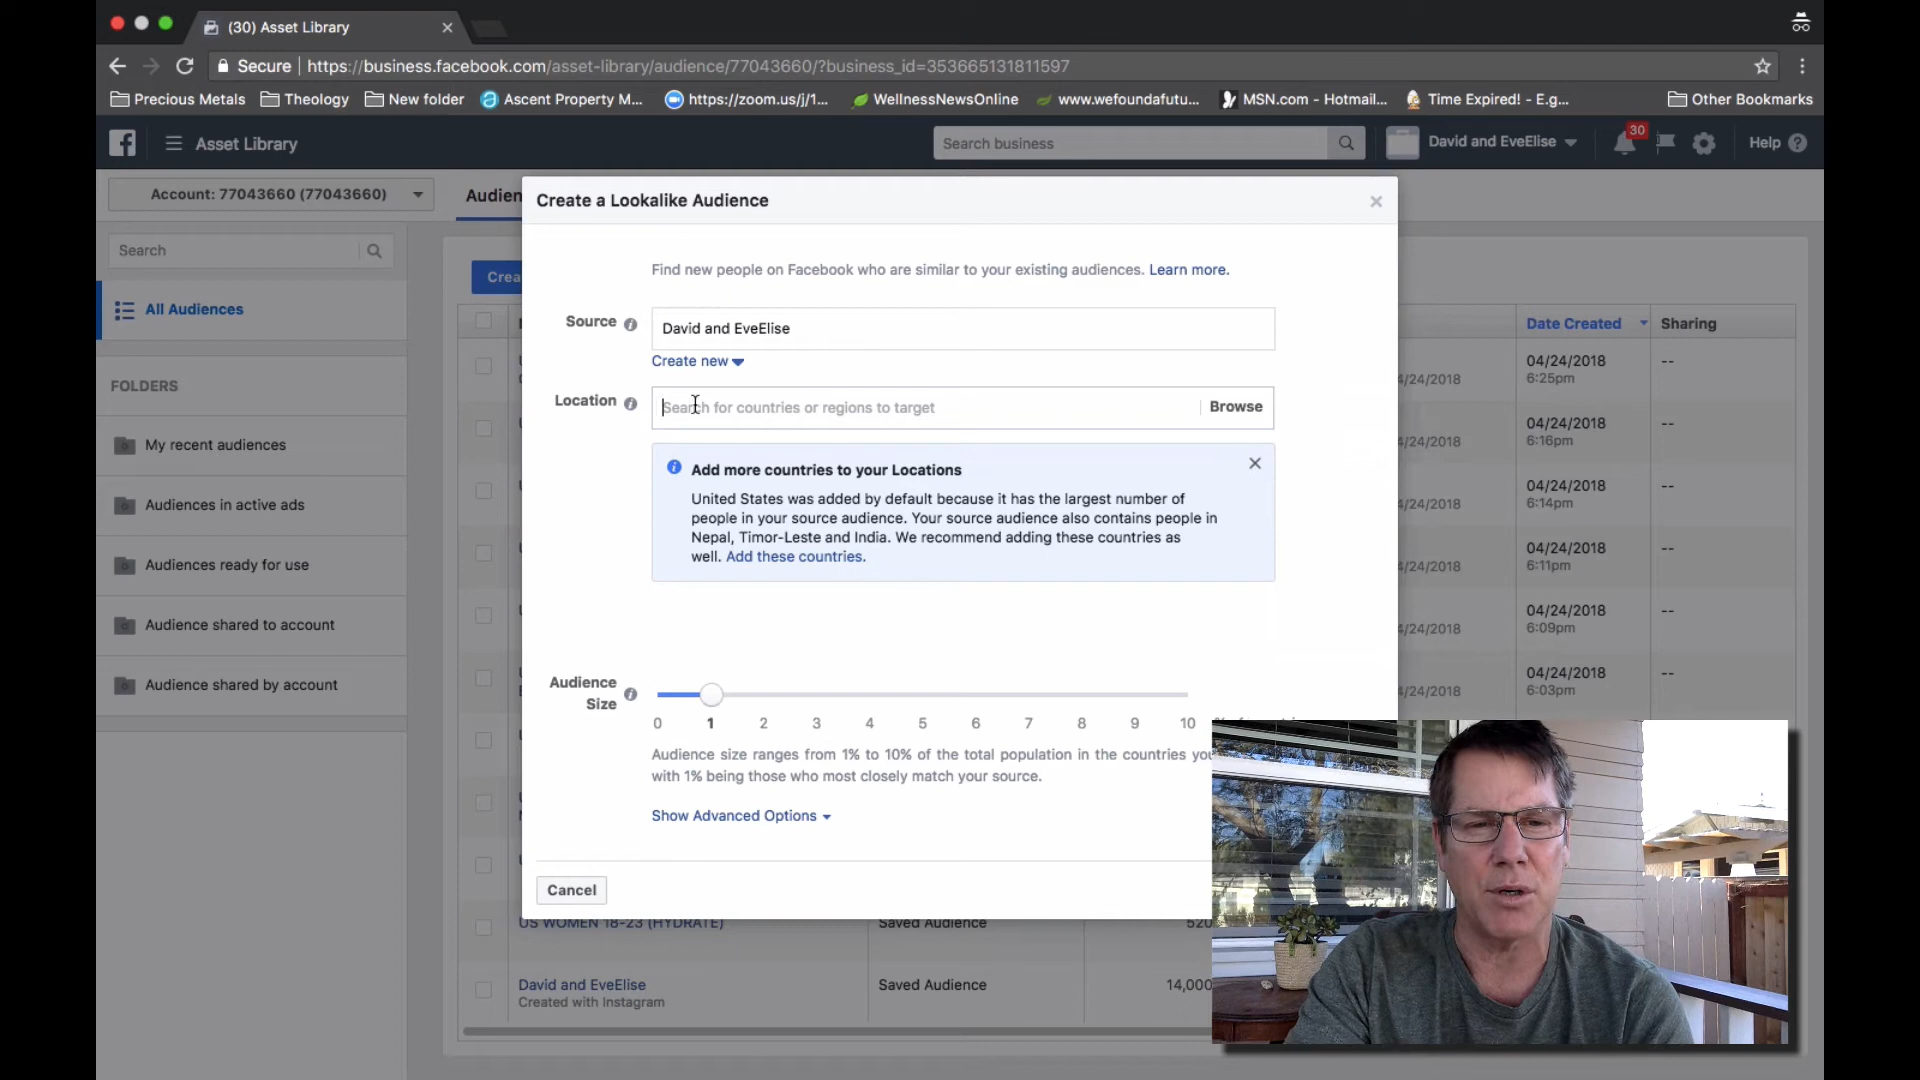 (30) Asset Library
Secure | https://business.facebook.com/asset-library/audience/77043660/?business_id=353665131811597
Precious Metals Theology New folder Ascent Property M... https://zoom.us/j/1... WellnessNewsOnline www.wefoundafutu... MSN.com - Hotmail... Time Expired! - E.g... Other Bookmarks
Asset Library Search business David and EveElise 30 Help
Account: 77043660 (77043660) Audien
Create a Lookalike Audience
Search
Crea
All Audiences
Find new people on Facebook who are similar to your existing audiences. Learn more.
Source David and EveElise
Create new
Location Search for countries or regions to target Browse
Add more countries to your Locations
United States was added by default because it has the largest number of
people in your source audience. Your source audience also contains people in
Nepal, Timor-Leste and India. We recommend adding these countries as
well. Add these countries.
Audience
Size
0 1 2 3 4 5 6 7 8 9 10
Audience size ranges from 1% to 10% of the total population in the countries yo
with 1% being those who most closely match your source.
Show Advanced Options
Cancel
FOLDERS
My recent audiences
Audiences in active ads
Audiences ready for use
Audience shared to account
Audience shared by account
Date Created Sharing
04/24/2018 --
6:25pm
4/24/2018
04/24/2018 --
6:16pm
4/24/2018
04/24/2018 --
6:14pm
4/24/2018
04/24/2018 --
6:11pm
4/24/2018
04/24/2018 --
6:09pm
4/24/2018
04/24/2018 --
6:03pm
4/24/2018
US WOMEN 18-23 (HYDRATE) Saved Audience 520
David and EveElise Saved Audience 14,000
Created with Instagram